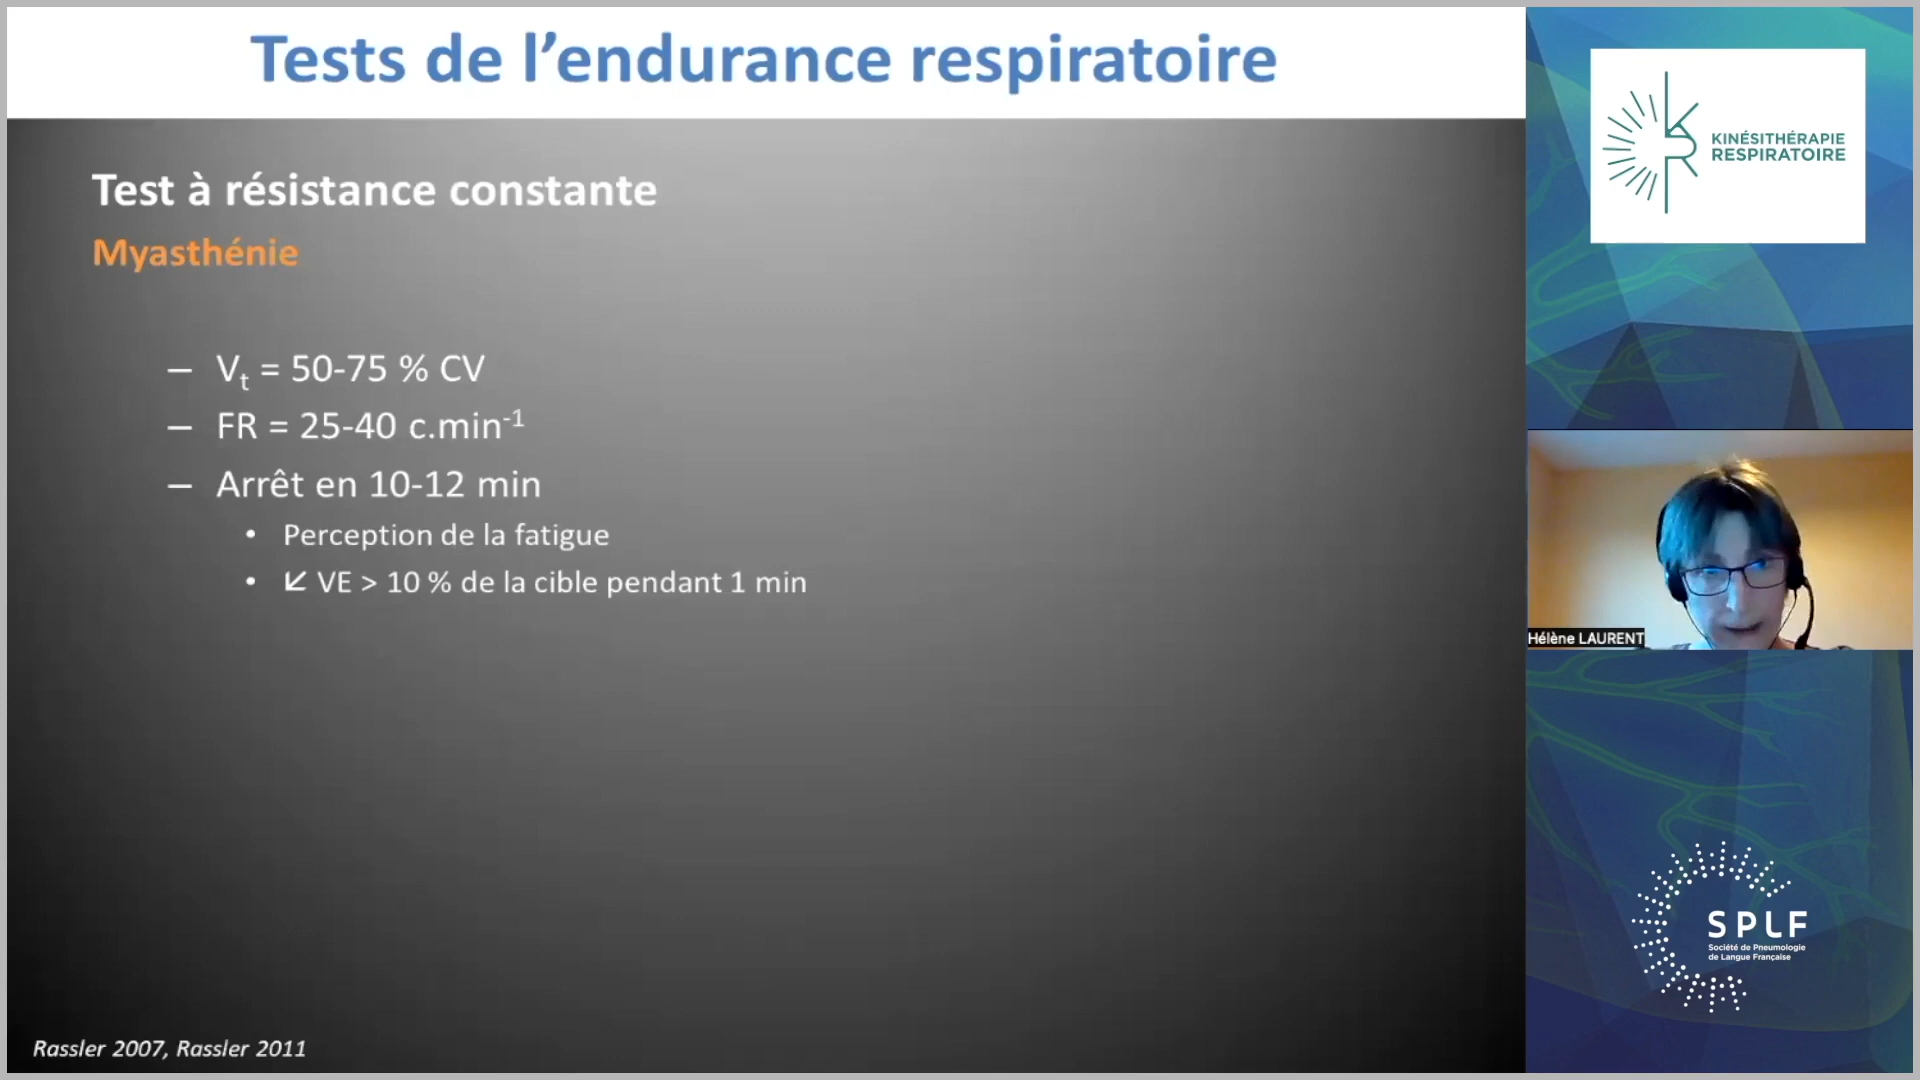 Tests de l’endurance respiratoire
Test à résistance constante
Myasthénie
– Vt = 50-75 % CV
– FR = 25-40 c.min-1
– Arrêt en 10-12 min
• Perception de la fatigue
• ↙ VE > 10 % de la cible pendant 1 min
Rassler 2007, Rassler 2011
KINÉSITHÉRAPIE
RESPIRATOIRE
Hélène LAURENT
SPLF
Société de Pneumologie
de Langue Française